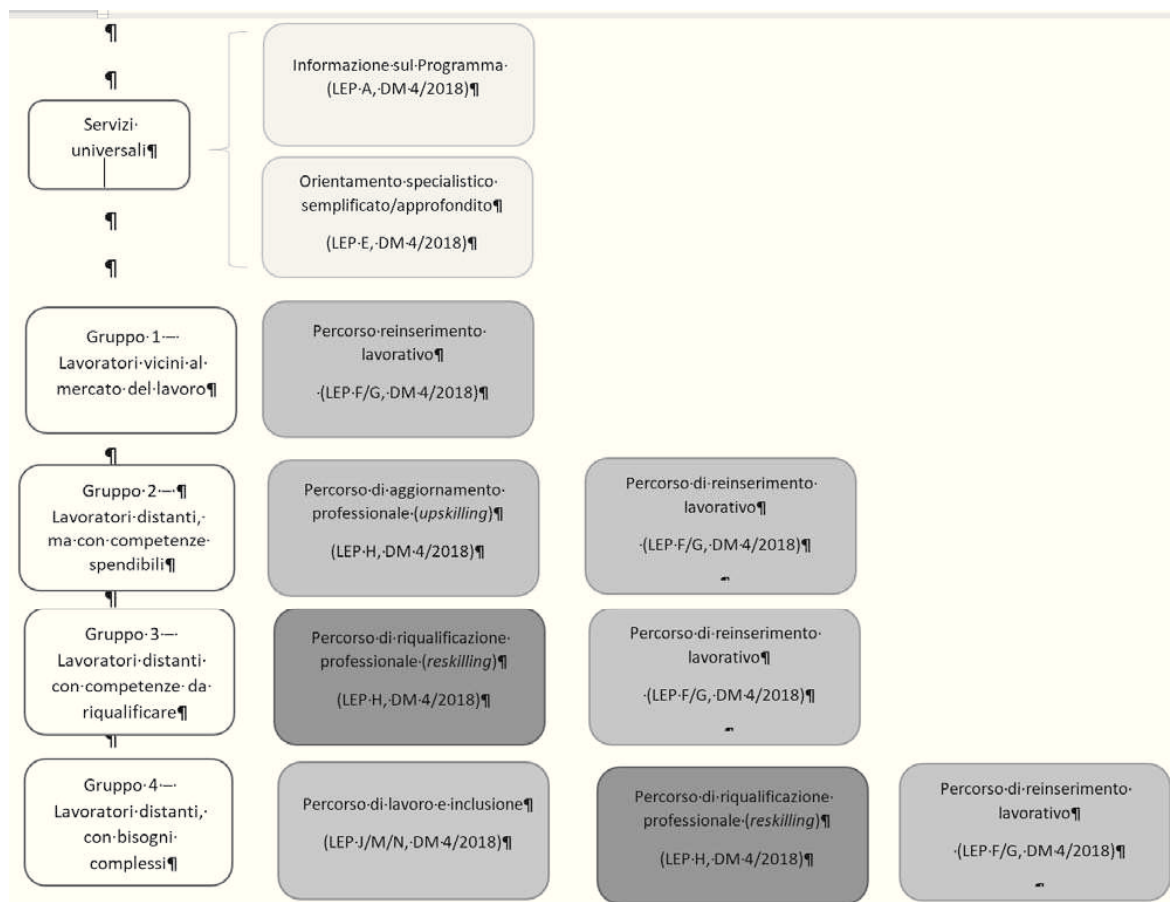 Servizi·
universali¶
Informazione·sul·Programma·
(LEP·A,·DM·4/2018)¶
Orientamento·specialistico·
semplificato/approfondito¶
(LEP·E,·DM·4/2018)¶
Gruppo·1·–·
Lavoratori·vicini·al·
mercato·del·lavoro¶
Percorso·reinserimento·
lavorativo¶
·(LEP·F/G,·DM·4/2018)¶
Gruppo·2·–·¶
Lavoratori·distanti,·
ma·con·competenze·
spendibili¶
Percorso·di·aggiornamento·
professionale·(upskilling)¶
(LEP·H,·DM·4/2018)¶
Percorso·di·reinserimento·
lavorativo¶
·(LEP·F/G,·DM·4/2018)¶
Gruppo·3·–·
Lavoratori·distanti·
con·competenze·da·
riqualificare¶
Percorso·di·riqualificazione·
professionale·(reskilling)¶
(LEP·H,·DM·4/2018)¶
Percorso·di·reinserimento·
lavorativo¶
·(LEP·F/G,·DM·4/2018)¶
Gruppo·4·–·
Lavoratori·distanti,·
con·bisogni·
complessi¶
Percorso·di·lavoro·e·inclusione¶
(LEP·J/M/N,·DM·4/2018)¶
Percorso·di·riqualificazione·
professionale·(reskilling)¶
(LEP·H,·DM·4/2018)¶
Percorso·di·reinserimento·
lavorativo¶
·(LEP·F/G,·DM·4/2018)¶